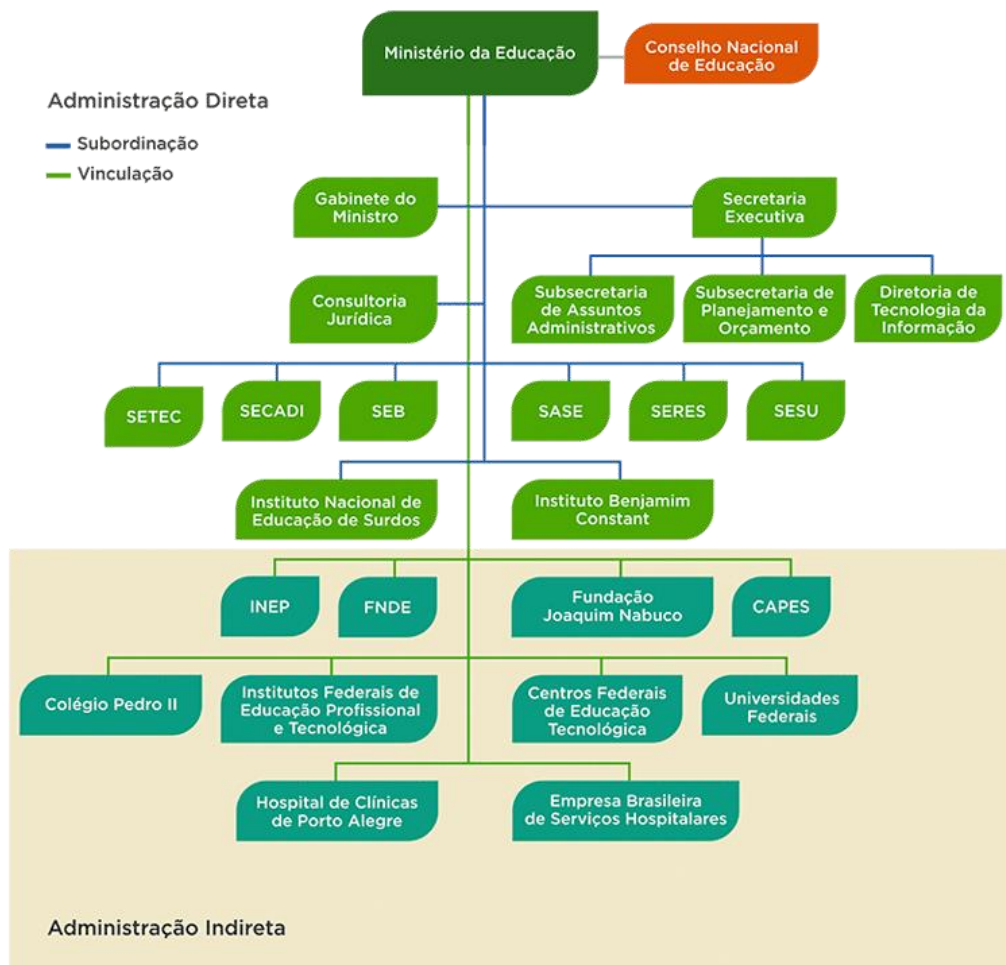 Ministério da Educação
Conselho Nacional
de Educação
Administração Direta
Subordinação
Vinculação
Gabinete do
Ministro
Secretaria
Executiva
Consultoria
Jurídica
Subsecretaria
de Assuntos
Administrativos
Subsecretaria de
Planejamento e
Orçamento
Diretoria de
Tecnologia da
Informação
SETEC
SECADI
SEB
SASE
SERES
SESU
Instituto Nacional de
Educação de Surdos
Instituto Benjamim
Constant
INEP
FNDE
Fundação
Joaquim Nabuco
CAPES
Colégio Pedro II
Institutos Federais de
Educação Profissional
e Tecnológica
Centros Federais
de Educação
Tecnológica
Universidades
Federais
Hospital de Clínicas
de Porto Alegre
Empresa Brasileira
de Serviços Hospitalares
Administração Indireta